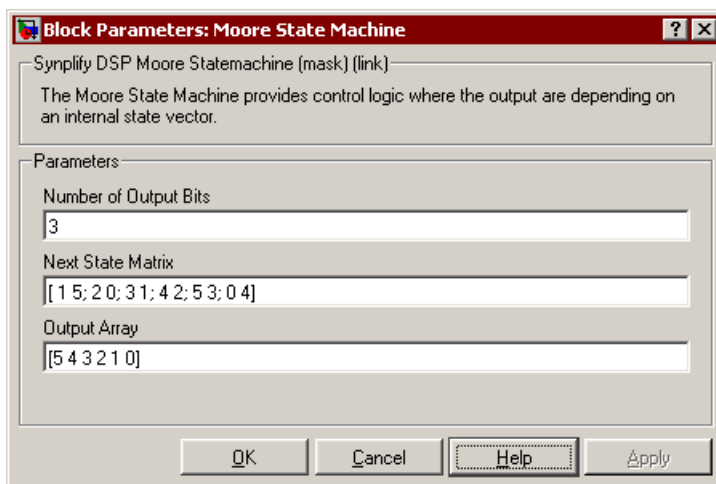 Block Parameters: Moore State Machine
Synplify DSP Moore Statemachine (mask) (link)
The Moore State Machine provides control logic where the output are depending on
an internal state vector.
Parameters
Number of Output Bits
3
Next State Matrix
[ 1 5; 2 0; 3 1; 4 2; 5 3; 0 4]
Output Array
[5 4 3 2 1 0]
OK Cancel Help Apply